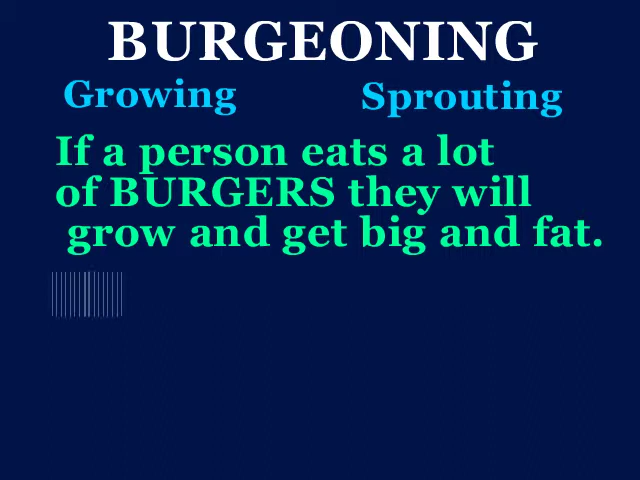 BURGEONING
Growing Sprouting
If a person eats a lot
of BURGERS they will
grow and get big and fat.